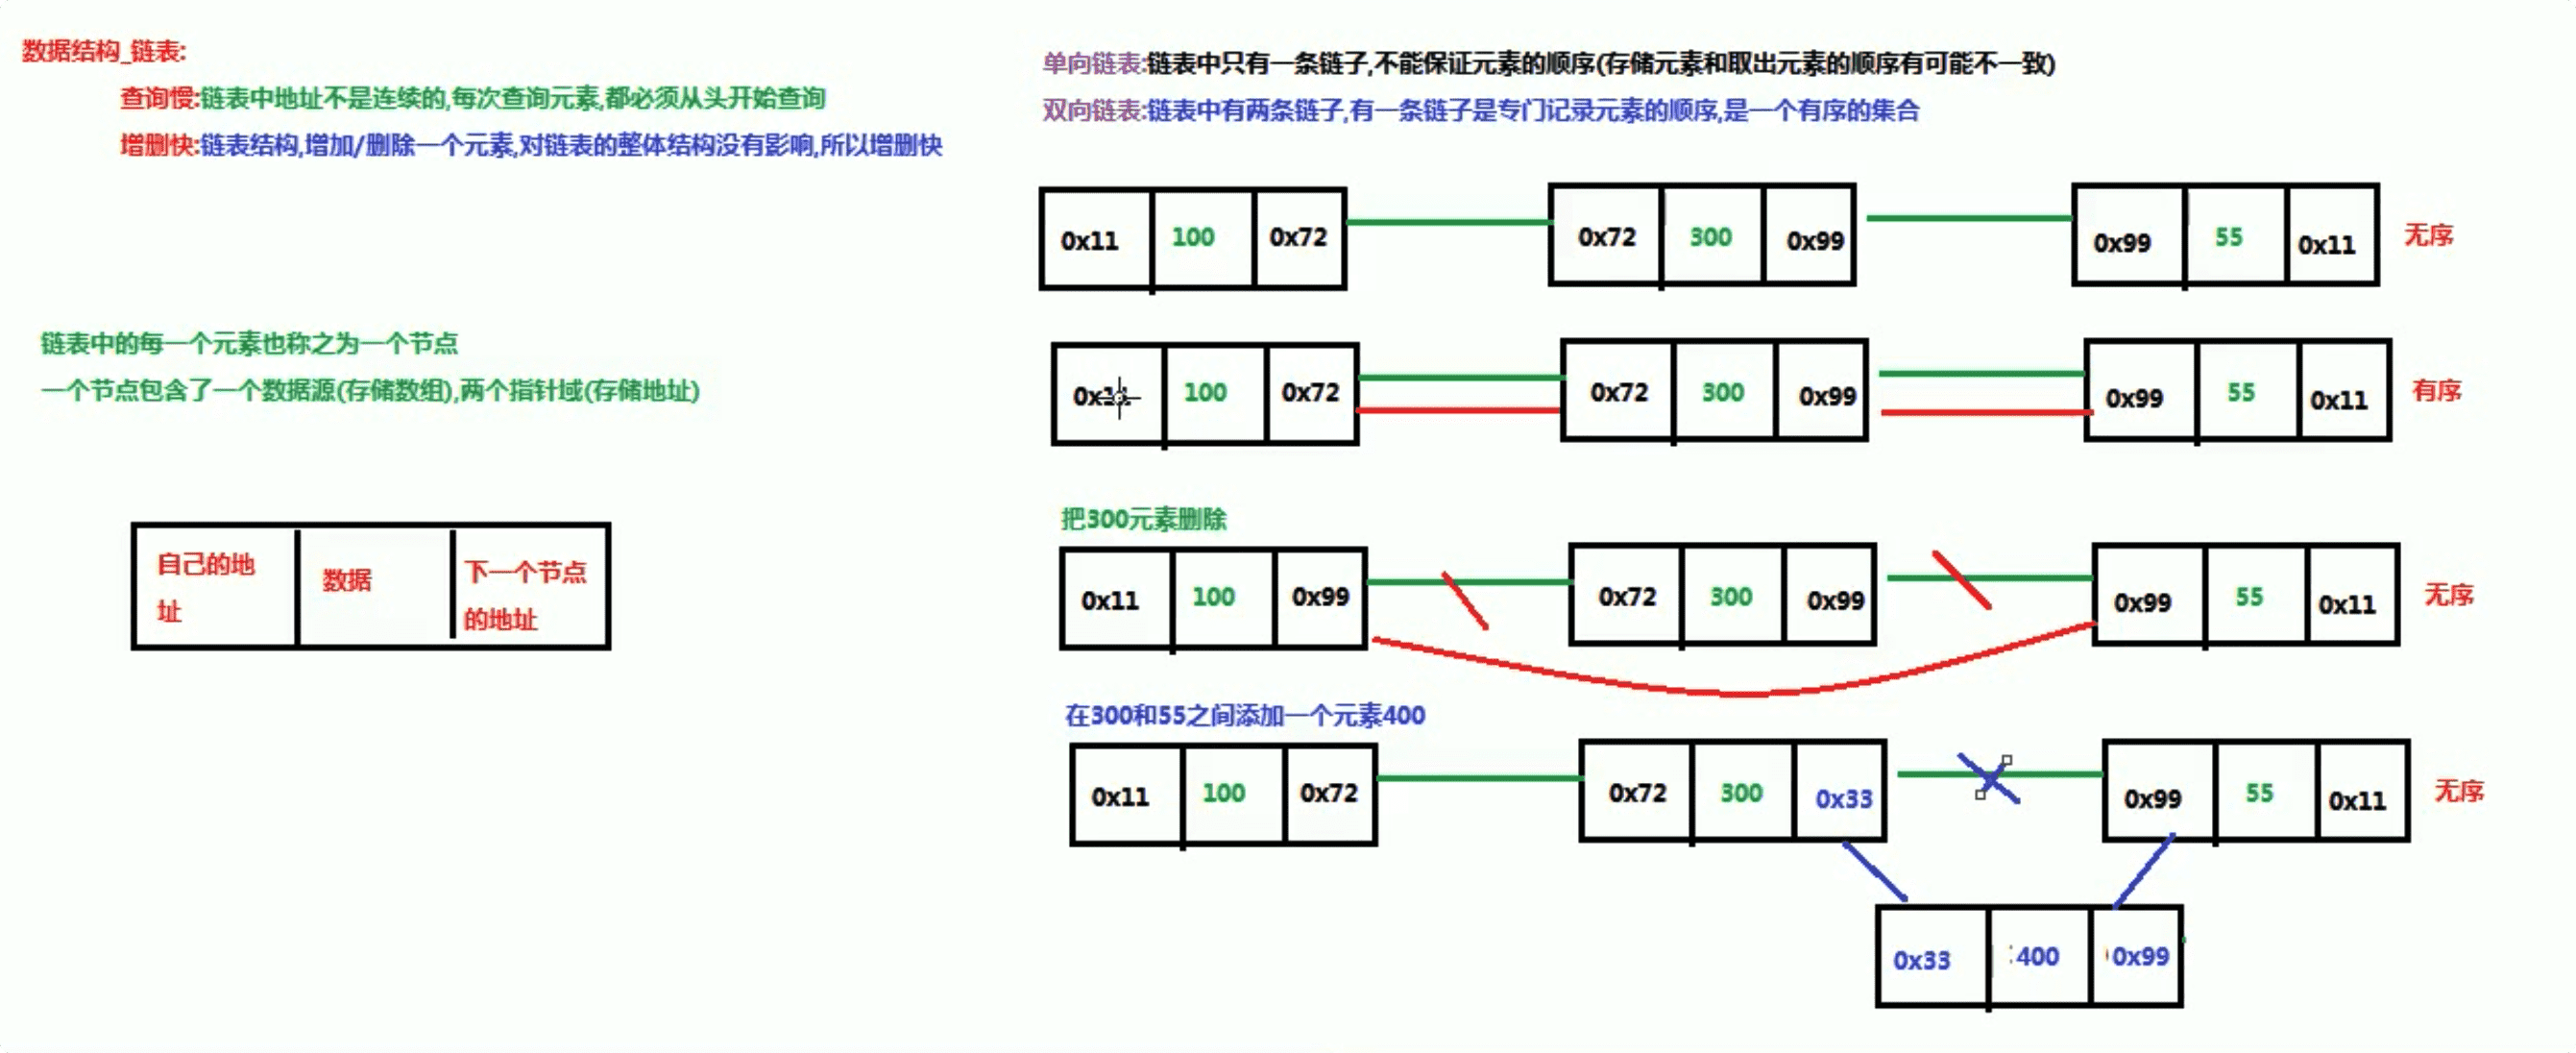 数据结构_链表:
查询慢:链表中地址不是连续的,每次查询元素,都必须从头开始查询
增删快:链表结构,增加/删除一个元素,对链表的整体结构没有影响,所以增删快
链表中的每一个元素也称之为一个节点
一个节点包含了一个数据源(存储数组),两个指针域(存储地址)
自己的地
址
数据
下一个节点
的地址
单向链表:链表中只有一条链子,不能保证元素的顺序(存储元素和取出元素的顺序有可能不一致)
双向链表:链表中有两条链子,有一条链子是专门记录元素的顺序,是一个有序的集合
0x11 100 0x72 0x72 300 0x99 0x99 55 0x11 无序
100 0x72 0x72 300 0x99 0x99 55 0x11 有序
把300元素删除
0x11 100 0x99 0x72 300 0x99 0x99 55 0x11 无序
在300和55之间添加一个元素400
0x11 100 0x72 0x72 300 0x33 0x99 55 0x11 无序
0x33 400 0x99